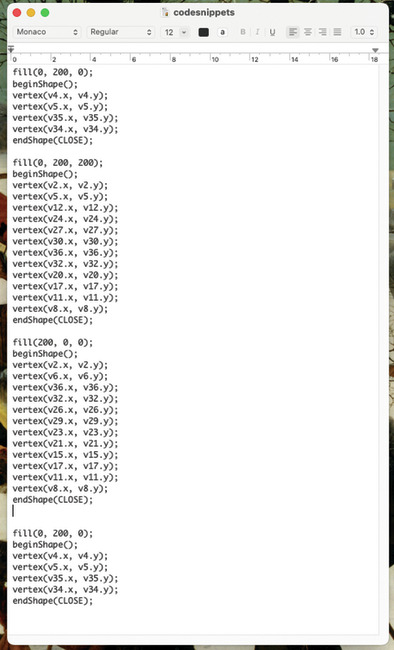 codesnippets
Monaco Regular 12 a B I U 1.0
0 2 4 6 8 10 12 14 16 18
fill(0, 200, 0);
beginShape();
vertex(v4.x, v4.y);
vertex(v5.x, v5.y);
vertex(v35.x, v35.y);
vertex(v34.x, v34.y);
endShape(CLOSE);

fill(0, 200, 200);
beginShape();
vertex(v2.x, v2.y);
vertex(v5.x, v5.y);
vertex(v12.x, v12.y);
vertex(v24.x, v24.y);
vertex(v27.x, v27.y);
vertex(v30.x, v30.y);
vertex(v36.x, v36.y);
vertex(v32.x, v32.y);
vertex(v20.x, v20.y);
vertex(v17.x, v17.y);
vertex(v11.x, v11.y);
vertex(v8.x, v8.y);
endShape(CLOSE);

fill(200, 0, 0);
beginShape();
vertex(v2.x, v2.y);
vertex(v6.x, v6.y);
vertex(v36.x, v36.y);
vertex(v32.x, v32.y);
vertex(v26.x, v26.y);
vertex(v29.x, v29.y);
vertex(v23.x, v23.y);
vertex(v21.x, v21.y);
vertex(v15.x, v15.y);
vertex(v17.x, v17.y);
vertex(v11.x, v11.y);
vertex(v8.x, v8.y);
endShape(CLOSE);

fill(0, 200, 0);
beginShape();
vertex(v4.x, v4.y);
vertex(v5.x, v5.y);
vertex(v35.x, v35.y);
vertex(v34.x, v34.y);
endShape(CLOSE);